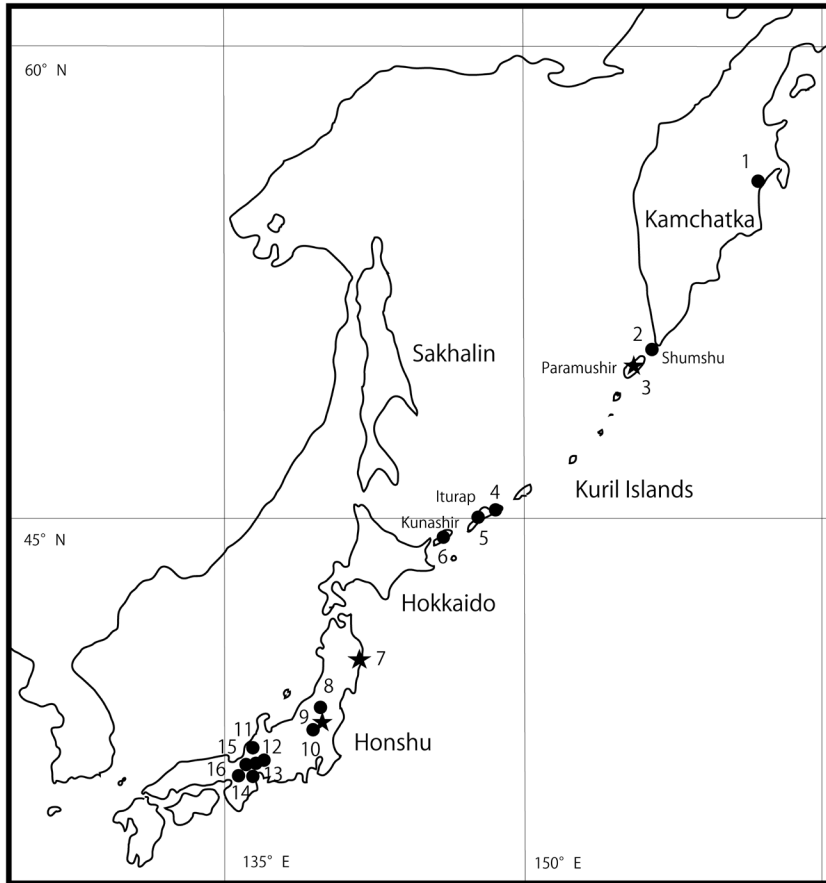 60° N
1
Kamchatka
2
Sakhalin
Shumshu
Paramushir
3
4
Iturap
Kuril Islands
Kunashir
5
45° N
6
Hokkaido
7
8
9
11
Honshu
15
12
10
16
13
14
135° E
150° E